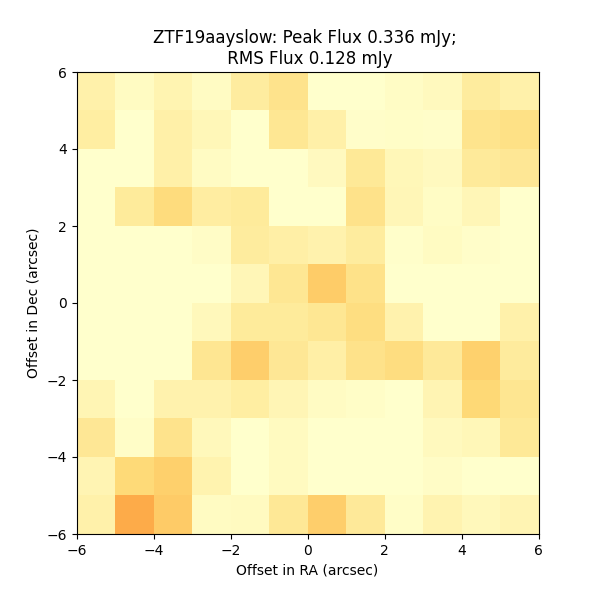 ZTF19aayslow: Peak Flux 0.336 mJy;
RMS Flux 0.128 mJy
6
4
2
0
−2
−4
−6
Offset in Dec (arcsec)
−6 −4 −2 0 2 4 6
Offset in RA (arcsec)